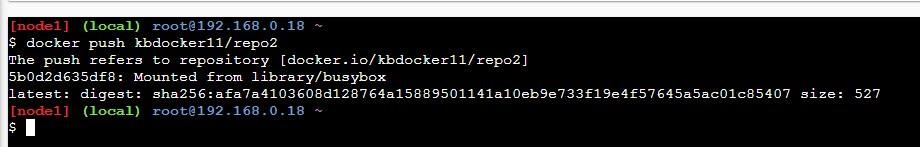 [node1] (local) root@192.168.0.18 ~
$ docker push kbdocker11/repo2
The push refers to repository [docker.io/kbdocker11/repo2]
5b0d2d635df8: Mounted from library/busybox
latest: digest: sha256:afa7a4103608d128764a15889501141a10eb9e733f19e4f57645a5ac01c85407 size: 527
[node1] (local) root@192.168.0.18 ~
$